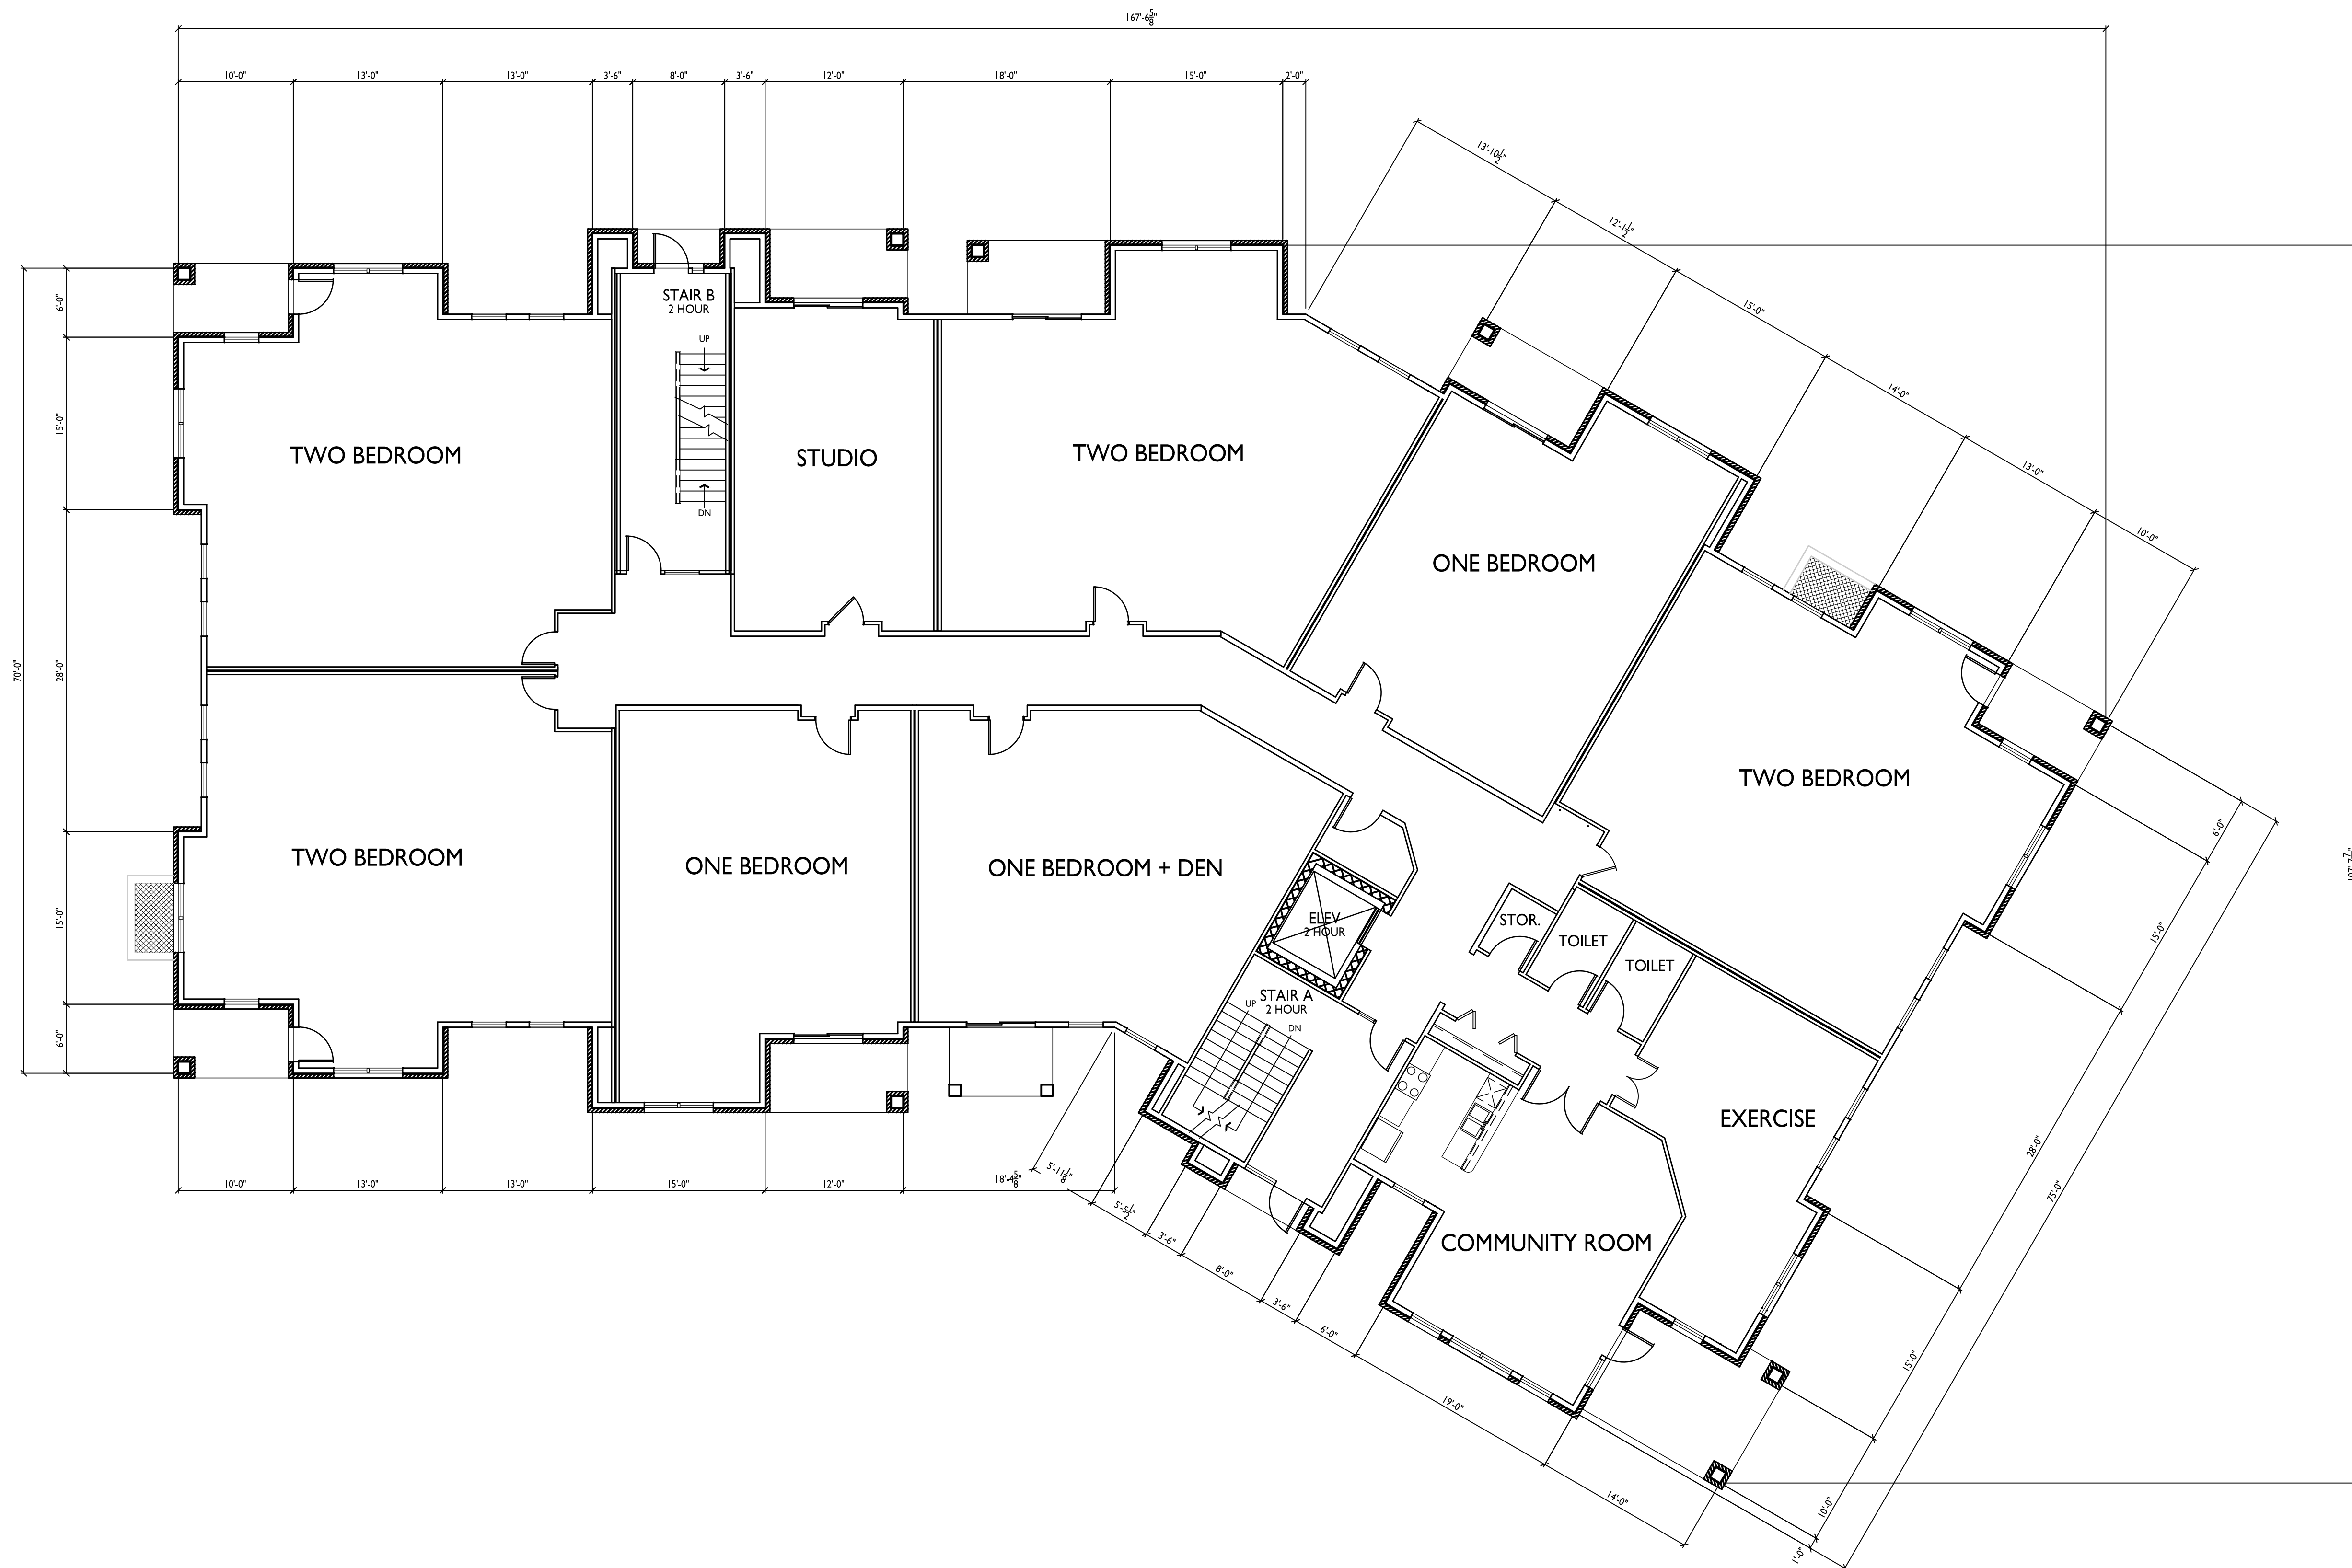 167'-6 5/8"
10'-0"
13'-0"
13'-0"
3'-6"
8'-0"
3'-6"
12'-0"
18'-0"
15'-0"
2'-0"
13'-10 1/2"
12'-1 1/2"
15'-0"
14'-0"
13'-0"
10'-0"
70'-0"
6'-0"
15'-0"
28'-0"
15'-0"
6'-0"
STAIR B
2 HOUR
UP
DN
TWO BEDROOM
STUDIO
TWO BEDROOM
ONE BEDROOM
TWO BEDROOM
TWO BEDROOM
ONE BEDROOM
ONE BEDROOM + DEN
ELEV
2 HOUR
STOR.
TOILET
TOILET
STAIR A
2 HOUR
UP
DN
EXERCISE
COMMUNITY ROOM
6'-0"
15'-0"
28'-0"
75'-0"
15'-0"
10'-0"
1'-0"
10'-0"
13'-0"
13'-0"
15'-0"
12'-0"
18'-4 5/8"
5'-11 1/8"
5'-5 1/2"
3'-6"
8'-0"
3'-6"
6'-0"
19'-0"
14'-0"